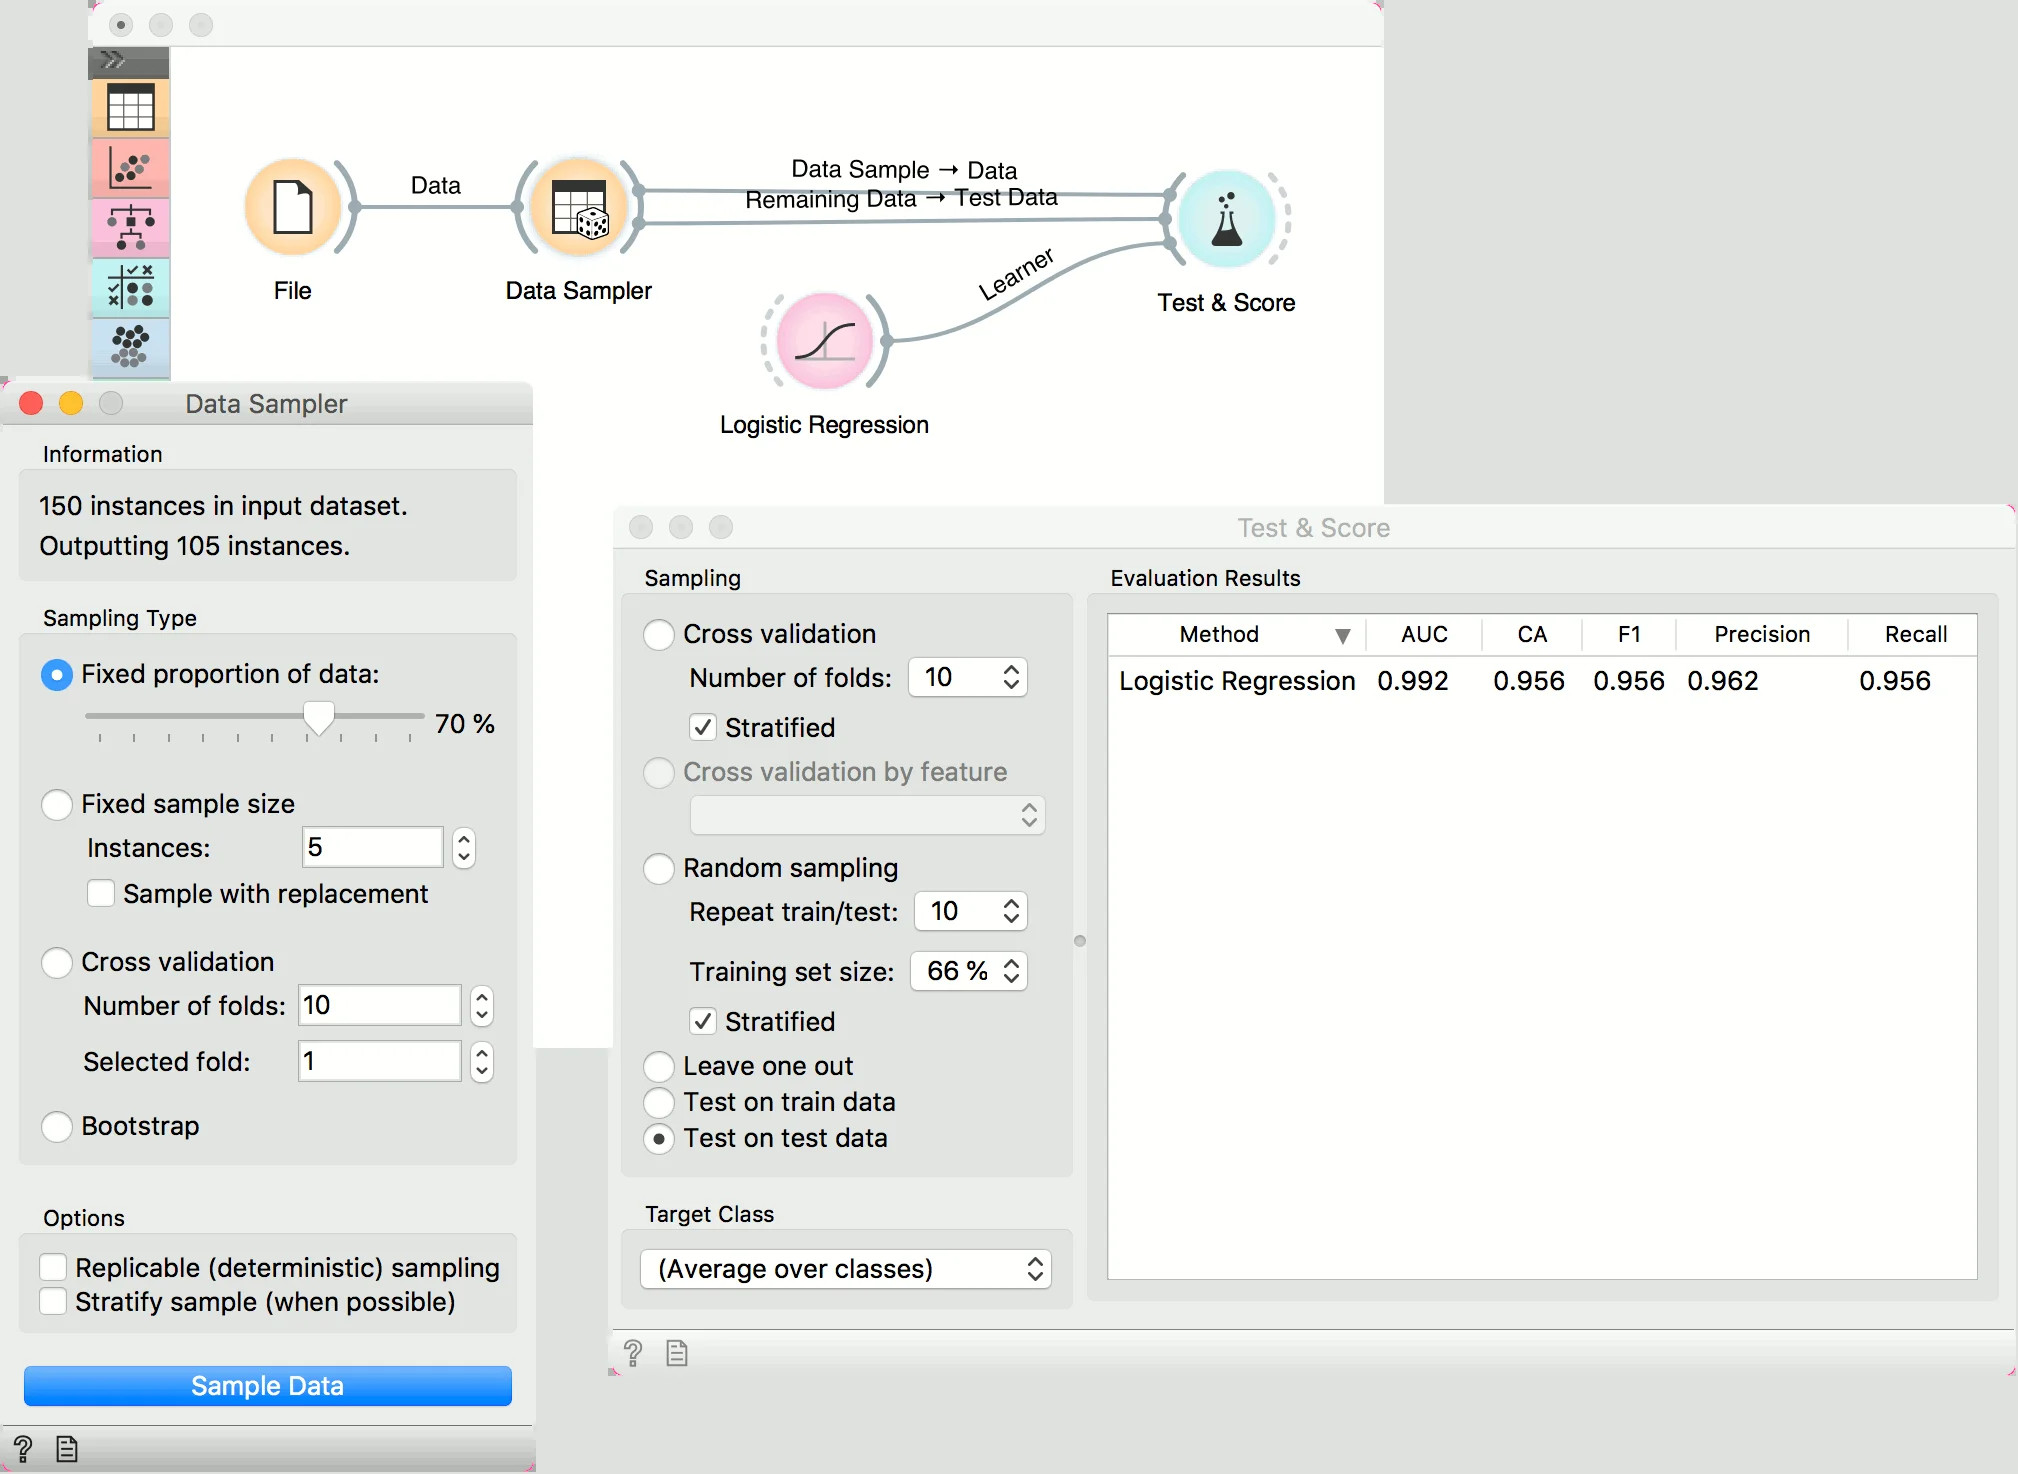 Data
Data Sample → Data
Remaining Data → Test Data
Learner
File
Data Sampler
Test & Score
Logistic Regression
Data Sampler
Information
150 instances in input dataset.
Outputting 105 instances.
Sampling Type
Fixed proportion of data:
70 %
Fixed sample size
Instances: 5
Sample with replacement
Cross validation
Number of folds: 10
Selected fold: 1
Bootstrap
Options
Replicable (deterministic) sampling
Stratify sample (when possible)
Sample Data
?
Test & Score
Sampling
Cross validation
Number of folds: 10
Stratified
Cross validation by feature
Random sampling
Repeat train/test: 10
Training set size: 66 %
Stratified
Leave one out
Test on train data
Test on test data
Target Class
(Average over classes)
?
Evaluation Results
Method AUC CA F1 Precision Recall
Logistic Regression 0.992 0.956 0.956 0.962 0.956